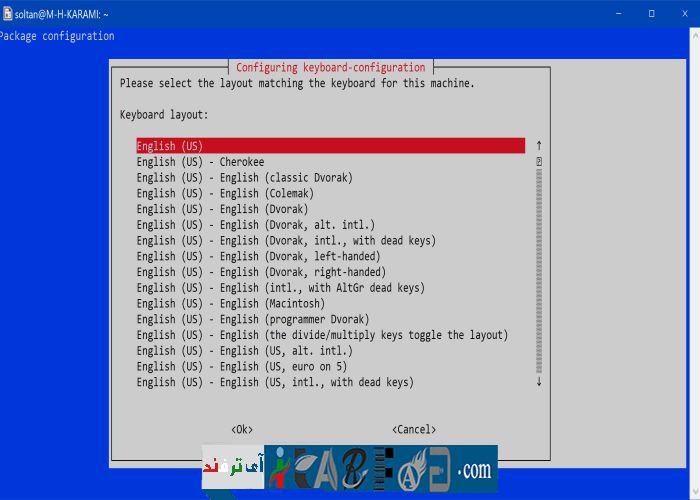 soltan@M-H-KARAMI: ~
Package configuration
Configuring keyboard-configuration
Please select the layout matching the keyboard for this machine.
Keyboard layout:
English (US)
English (US) - Cherokee
English (US) - English (classic Dvorak)
English (US) - English (Colemak)
English (US) - English (Dvorak)
English (US) - English (Dvorak, alt. intl.)
English (US) - English (Dvorak, intl., with dead keys)
English (US) - English (Dvorak, left-handed)
English (US) - English (Dvorak, right-handed)
English (US) - English (intl., with AltGr dead keys)
English (US) - English (Macintosh)
English (US) - English (programmer Dvorak)
English (US) - English (the divide/multiply keys toggle the layout)
English (US) - English (US, alt. intl.)
English (US) - English (US, euro on 5)
English (US) - English (US, intl., with dead keys)
<Ok> <Cancel>
آی ترفند .com